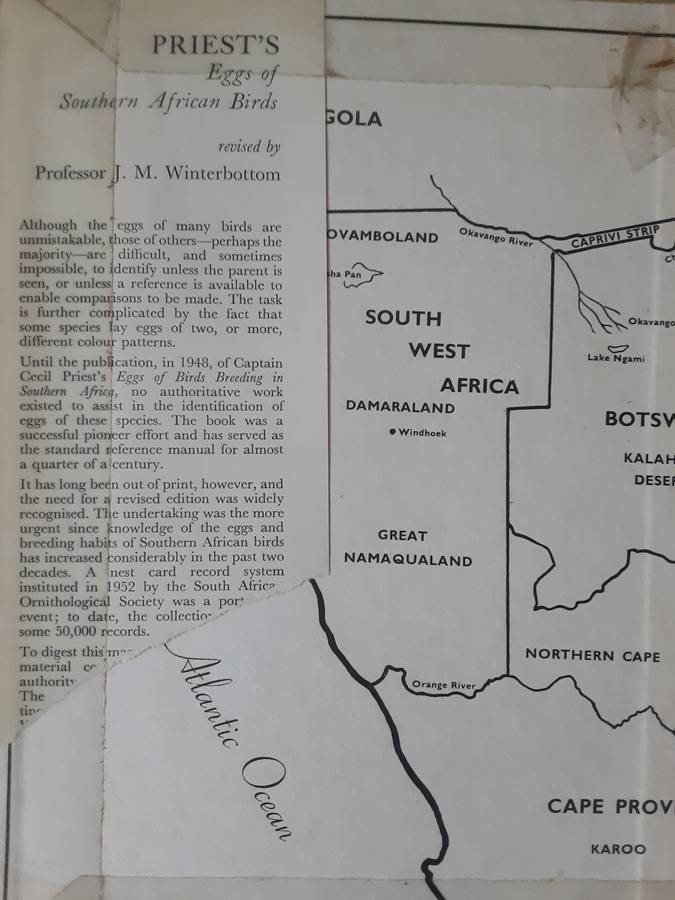 PRIEST'S
Eggs of
Southern African Birds
revised by
Professor J. M. Winterbottom
Although the eggs of many birds are
unmistakable, those of others—perhaps the
majority—are difficult, and sometimes
impossible, to identify unless the parent is
seen, or unless a reference is available to
enable comparisons to be made. The task
is further complicated by the fact that
some species lay eggs of two, or more,
different colour patterns.
Until the publication, in 1948, of Captain
Cecil Priest's Eggs of Birds Breeding in
Southern Africa, no authoritative work
existed to assist in the identification of
eggs of these species. The book was a
successful pioneer effort and has served as
the standard reference manual for almost
a quarter of a century.
It has long been out of print, however, and
the need for a revised edition was widely
recognised. The undertaking was the more
urgent since knowledge of the eggs and
breeding habits of Southern African birds
has increased considerably in the past two
decades. A nest card record system
instituted in 1952 by the South Africa
Ornithological Society was a por
event; to date, the collectio
some 50,000 records.
To digest this
material
authority
The
GOLA
OVAMBOLAND
Okavango River
CAPRIVI STRIP
ha Pan
SOUTH
WEST
AFRICA
Okavango
Lake Ngami
DAMARALAND
Windhoek
BOTSW
KALAH
DESER
GREAT
NAMAQUALAND
NORTHERN CAPE
Orange River
Atlantic Ocean
CAPE PROVI
KAROO